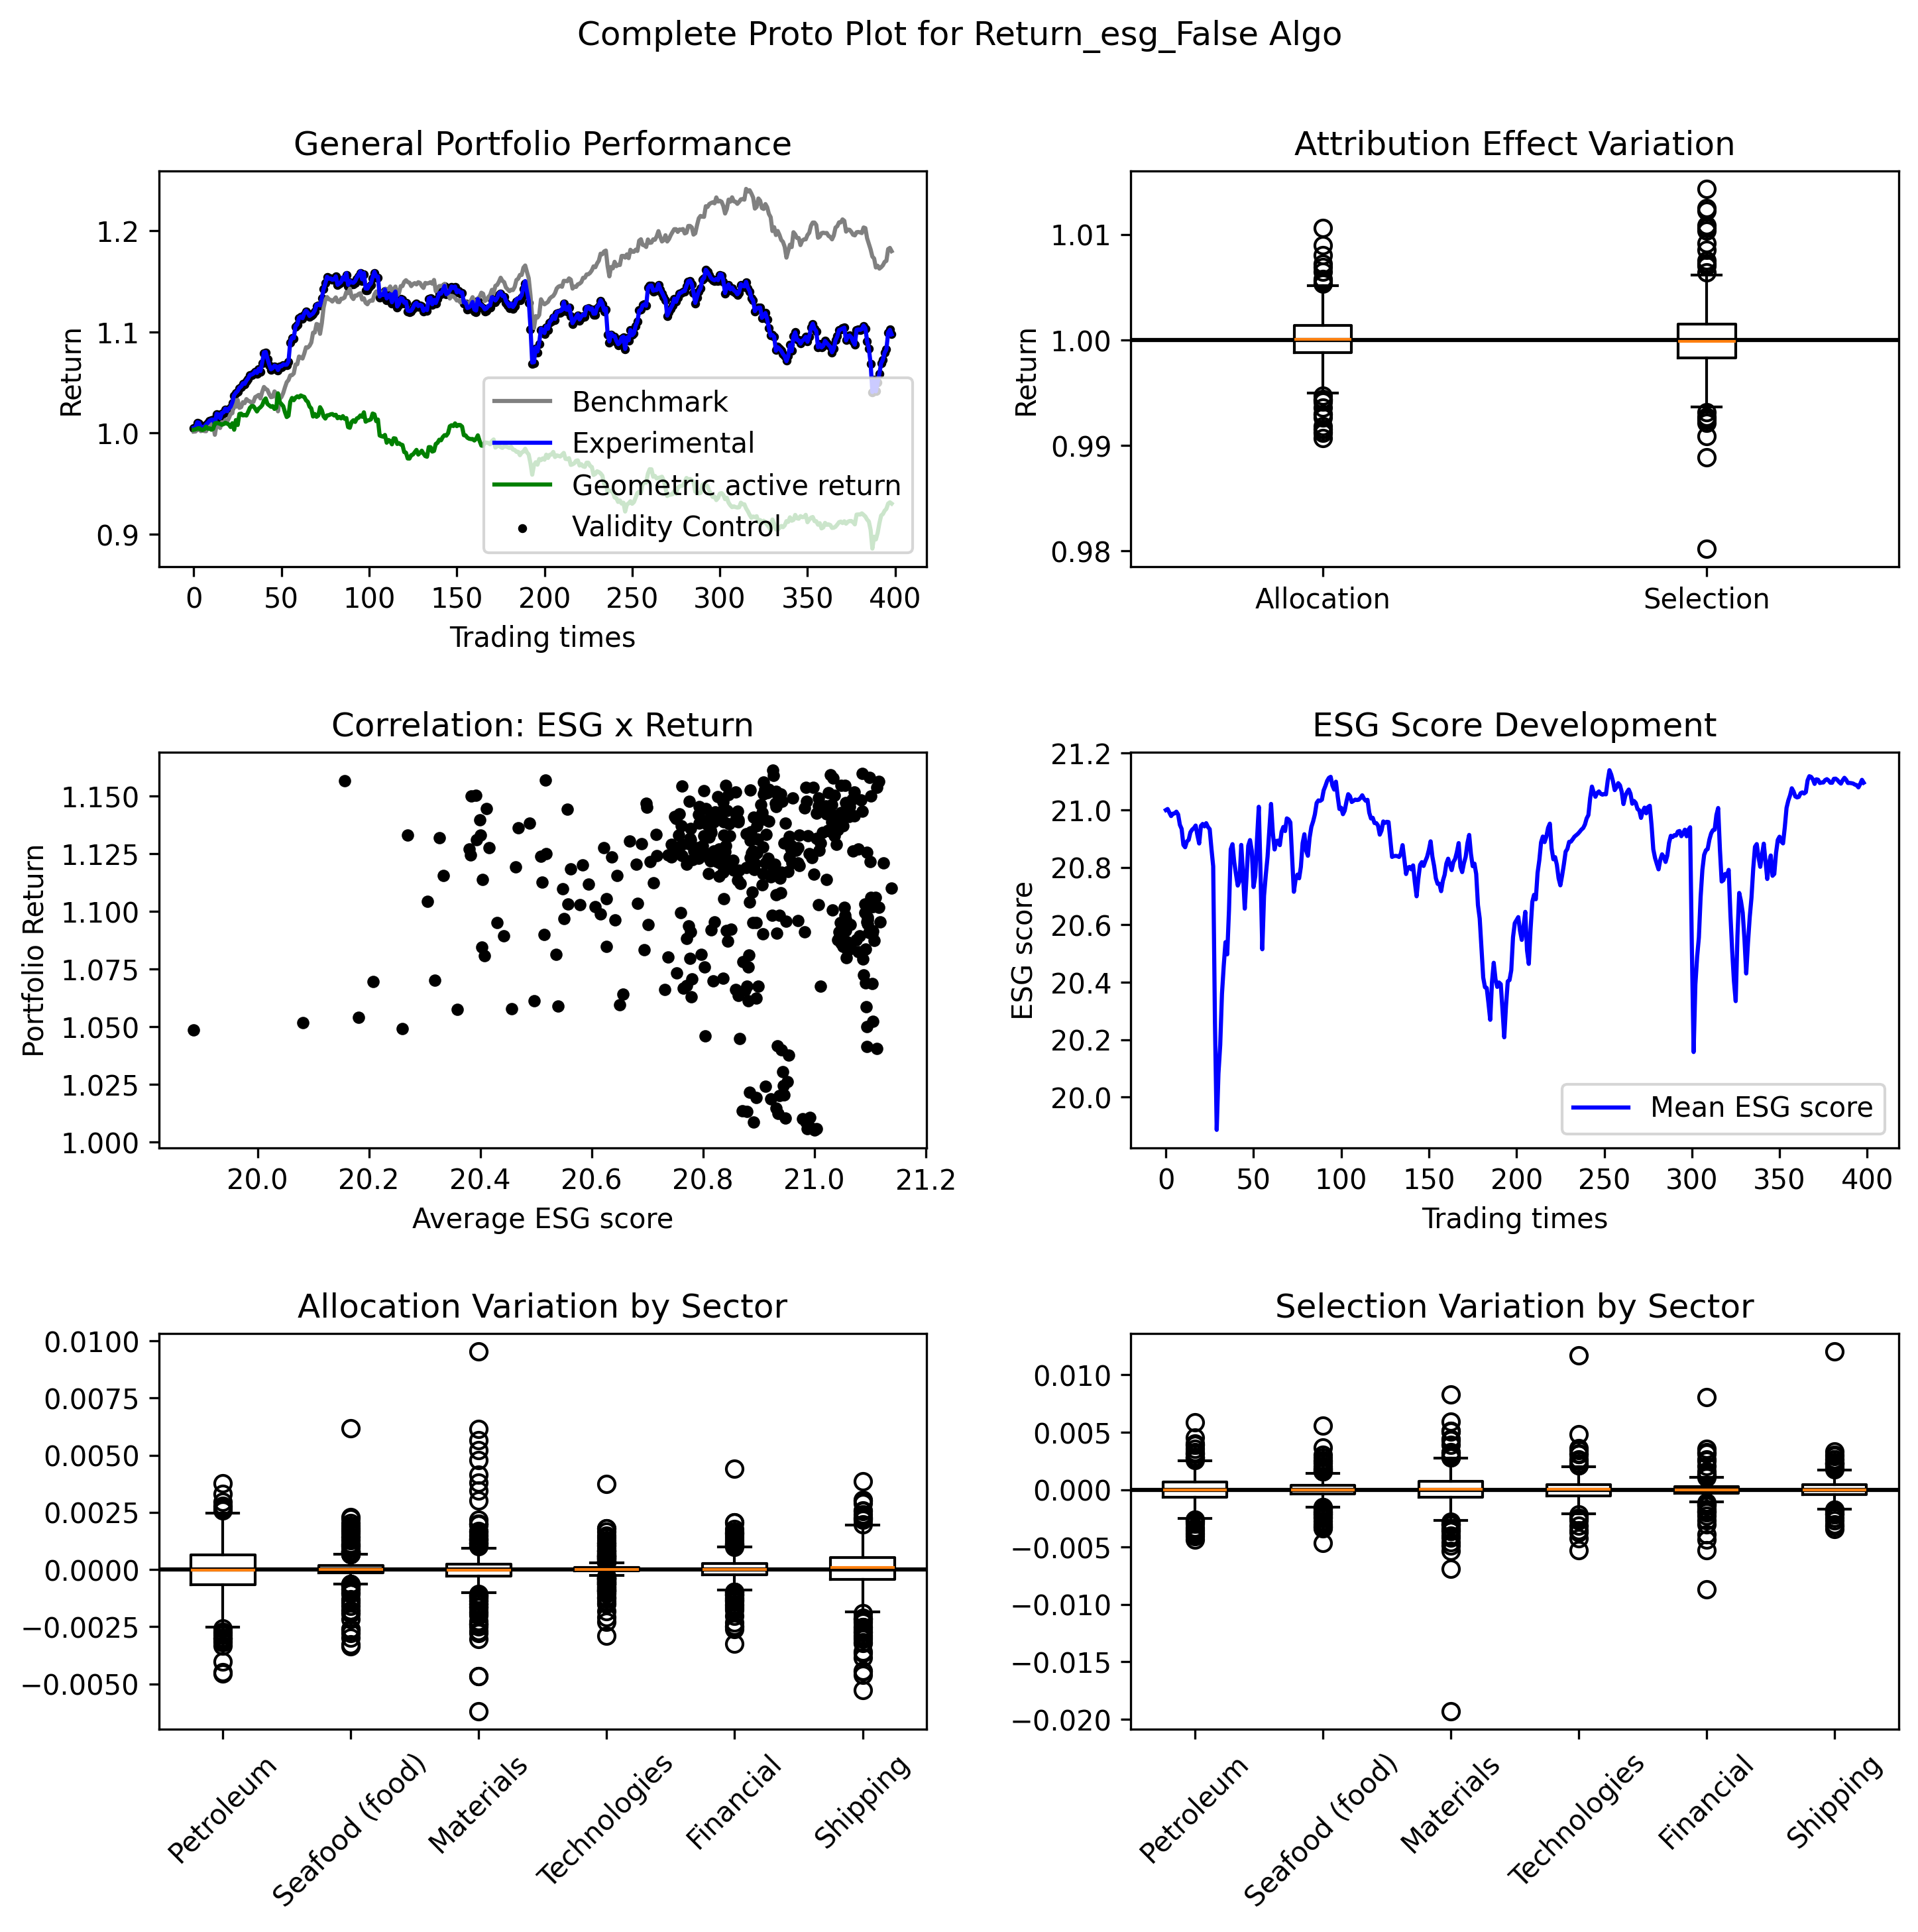 Complete Proto Plot for Return_esg_False Algo
General Portfolio Performance
Return
1.2
1.1
1.0
0.9
Benchmark
Experimental
Geometric active return
Validity Control
0 50 100 150 200 250 300 350 400
Trading times
Attribution Effect Variation
Return
1.01
1.00
0.99
0.98
Allocation Selection
Correlation: ESG x Return
Portfolio Return
1.150
1.125
1.100
1.075
1.050
1.025
1.000
20.0 20.2 20.4 20.6 20.8 21.0 21.2
Average ESG score
ESG Score Development
ESG score
21.2
21.0
20.8
20.6
20.4
20.2
20.0
Mean ESG score
0 50 100 150 200 250 300 350 400
Trading times
Allocation Variation by Sector
0.0100
0.0075
0.0050
0.0025
0.0000
−0.0025
−0.0050
Petroleum
Seafood (food)
Materials
Technologies
Financial
Shipping
Selection Variation by Sector
0.010
0.005
0.000
−0.005
−0.010
−0.015
−0.020
Petroleum
Seafood (food)
Materials
Technologies
Financial
Shipping